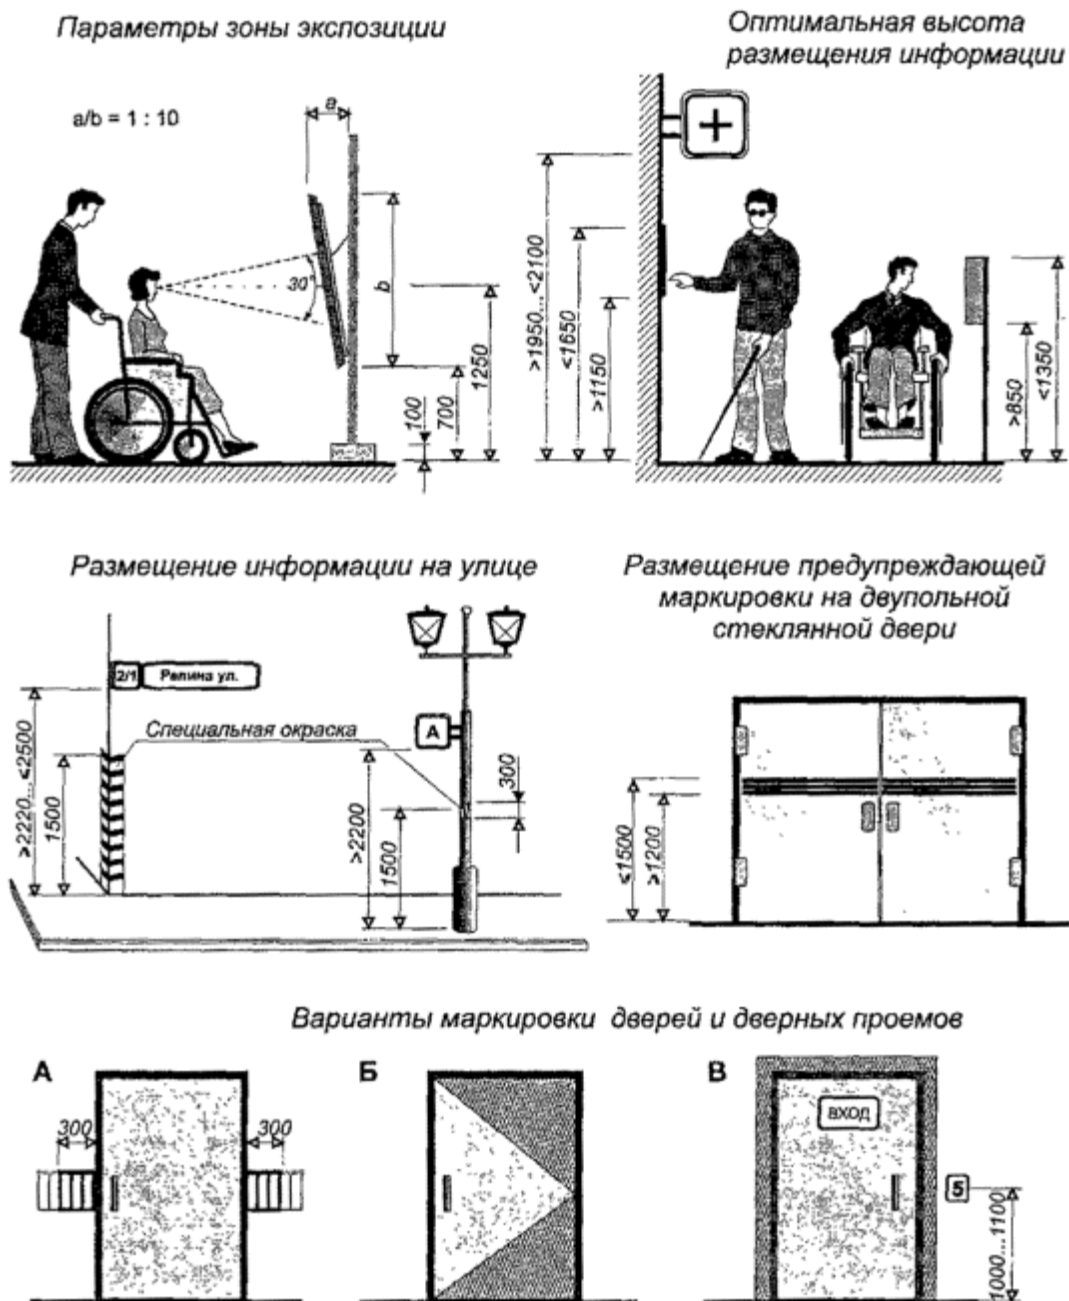 Параметры зоны экспозиции
a/b = 1 : 10
a
b
30°
100
700
1250
Оптимальная высота
размещения информации
>1950...<2100
<1650
>1150
>850
<1350
Размещение информации на улице
2/1 Репина ул.
Специальная окраска
>2220...<2500
1500
А
>2200
1500
300
Размещение предупреждающей
маркировки на двупольной
стеклянной двери
≤1500
>1200
Варианты маркировки дверей и дверных проемов
А
300
300
Б
В
вход
5
1000...1100